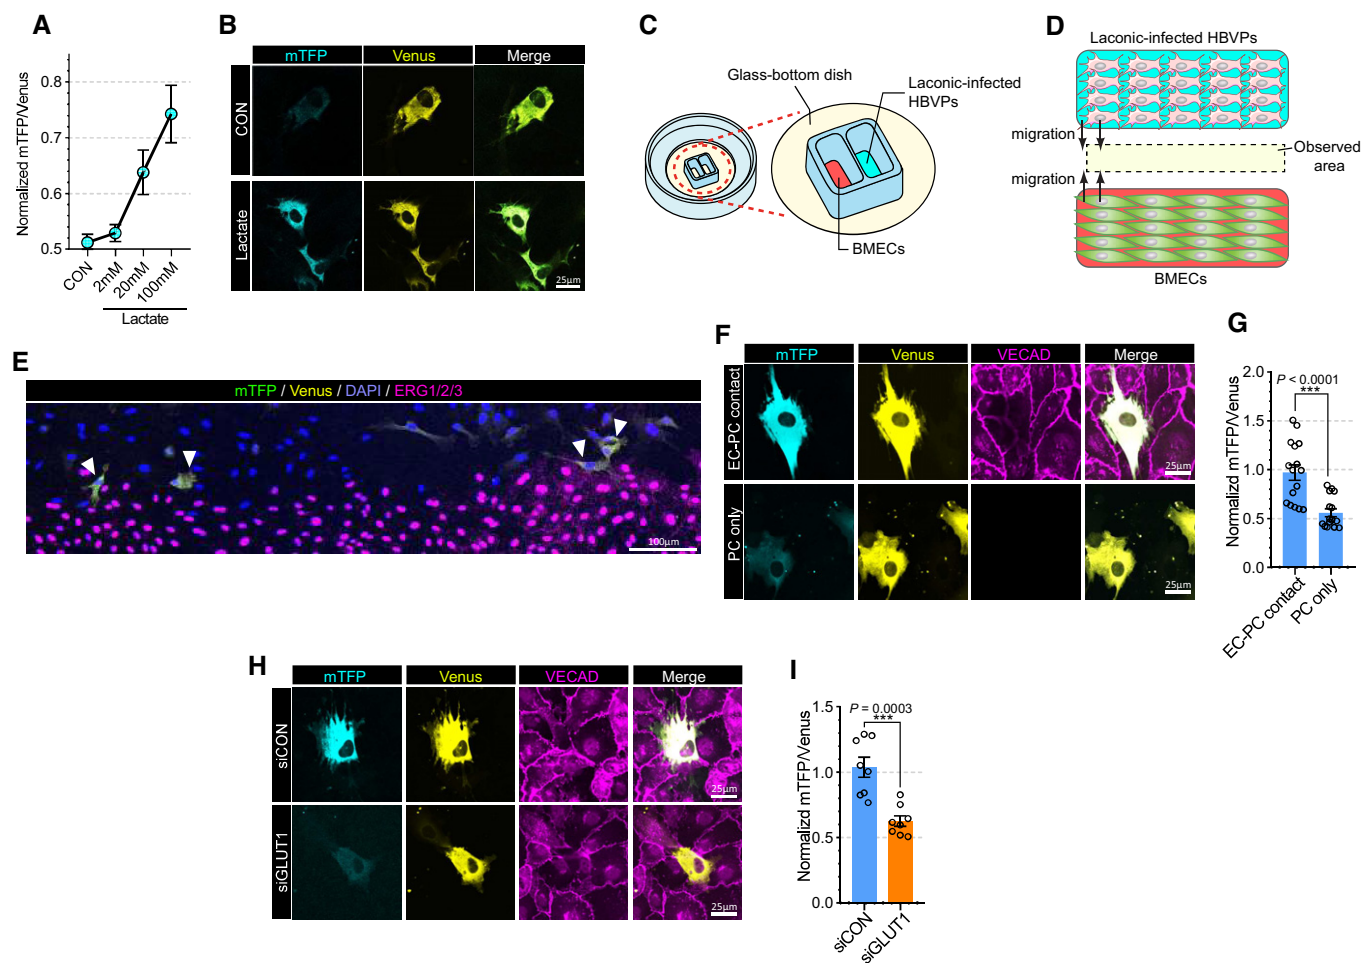 A
Normalized mTFP/Venus
0.8
0.7
0.6
0.5
CON
2mM
20mM
100mM
Lactate
B
mTFP
Venus
Merge
CON
Lactate
25µm
C
Glass-bottom dish
Laconic-infected
HBVPs
BMECs
D
Laconic-infected HBVPs
migration
Observed
area
migration
BMECs
E
mTFP / Venus / DAPI / ERG1/2/3
100µm
F
mTFP
Venus
VECAD
Merge
EC-PC contact
25µm
PC only
25µm
G
Normalizd mTFP/Venus
2.0
1.5
1.0
0.5
0.0
P < 0.0001
***
EC-PC contact
PC only
H
mTFP
Venus
VECAD
Merge
siCON
25µm
siGLUT1
25µm
I
Normalizd mTFP/Venus
1.5
1.0
0.5
0.0
P = 0.0003
***
siCON
siGLUT1